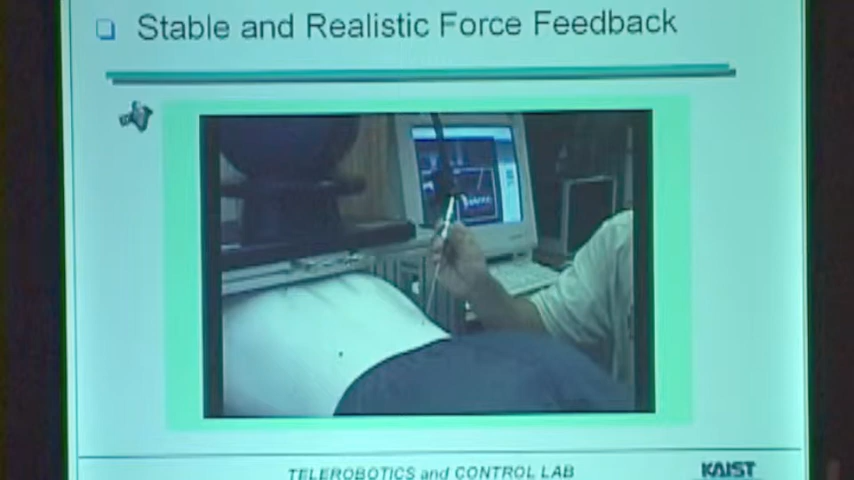 Stable and Realistic Force Feedback
TELEROBOTICS and CONTROL LAB
KAIST